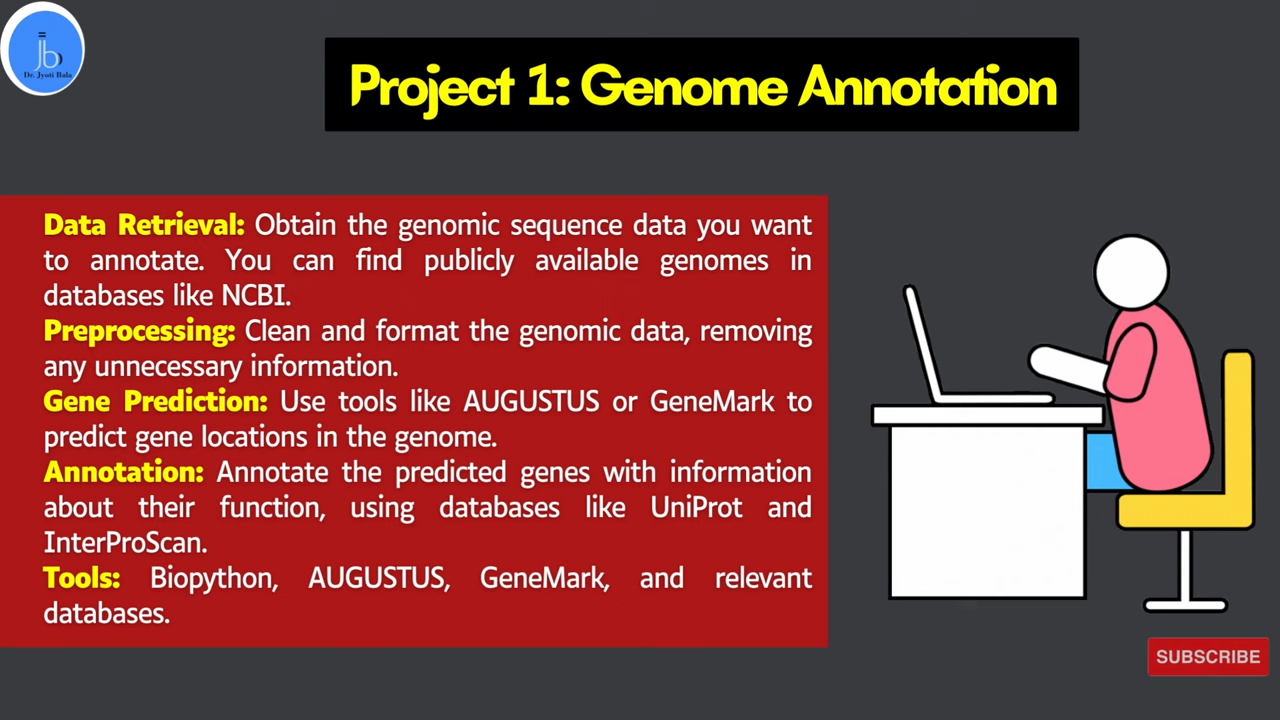 Dr. Jyoti Bala
Project 1: Genome Annotation
Data Retrieval: Obtain the genomic sequence data you want
to annotate. You can find publicly available genomes in
databases like NCBI.
Preprocessing: Clean and format the genomic data, removing
any unnecessary information.
Gene Prediction: Use tools like AUGUSTUS or GeneMark to
predict gene locations in the genome.
Annotation: Annotate the predicted genes with information
about their function, using databases like UniProt and
InterProScan.
Tools: Biopython, AUGUSTUS, GeneMark, and relevant
databases.
SUBSCRIBE